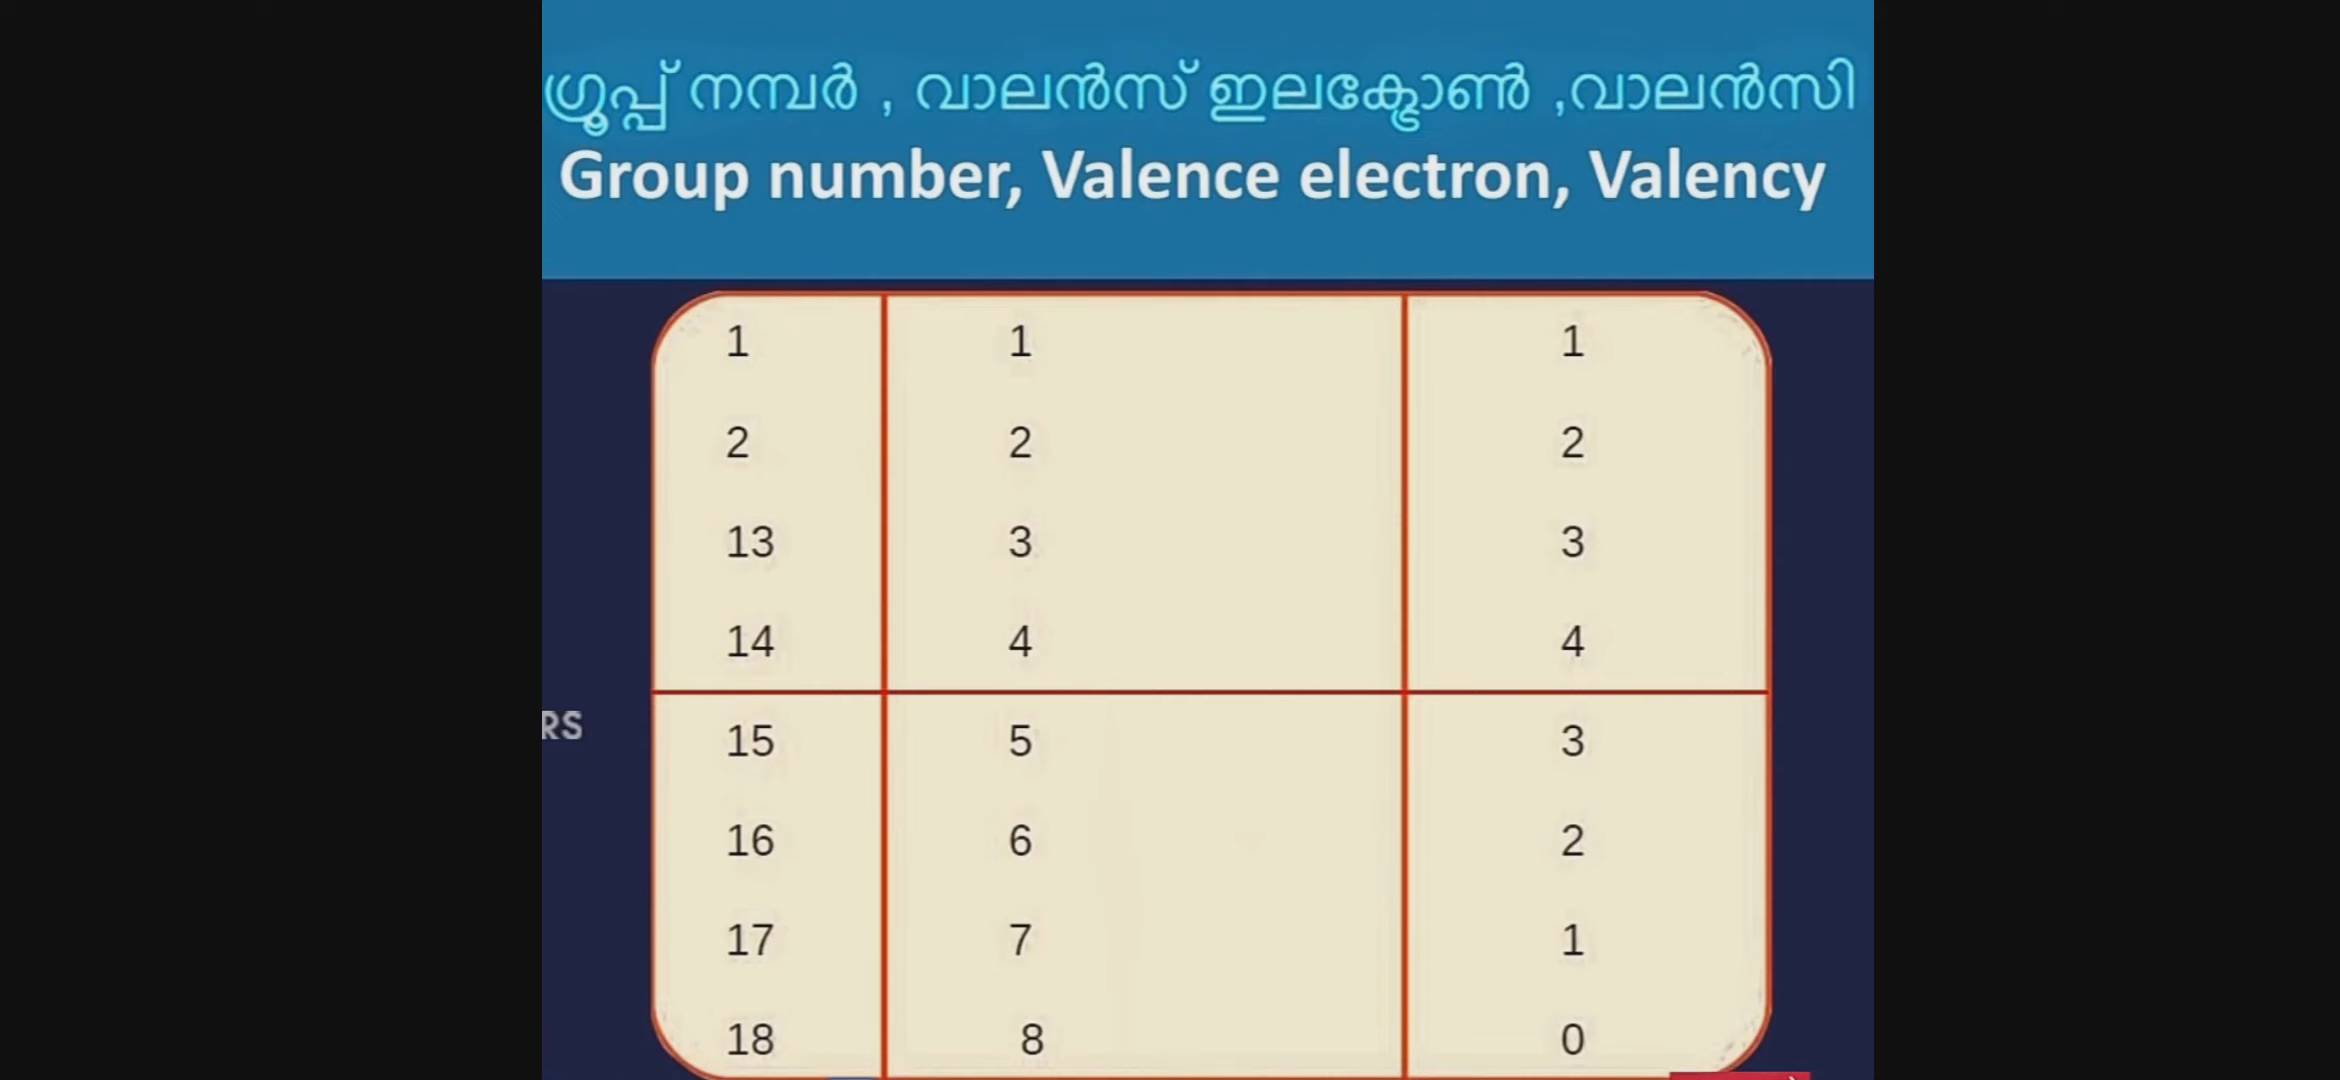 ഗ്രൂപ്പ് നമ്പർ , വാലൻസ് ഇലക്ട്രോൺ ,വാലൻസി
Group number, Valence electron, Valency
1 1 1
2 2 2
13 3 3
14 4 4
RS
15 5 3
16 6 2
17 7 1
18 8 0